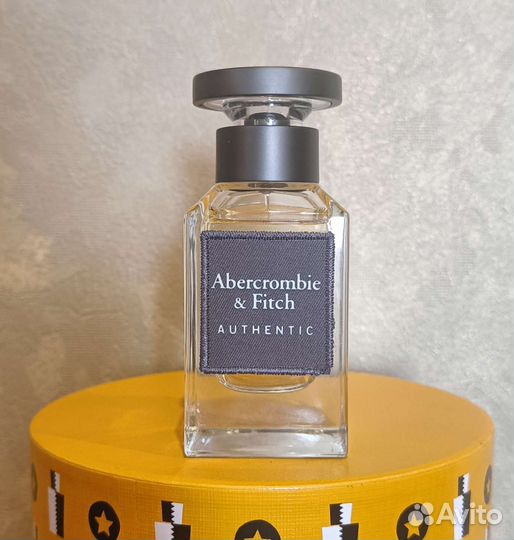 Abercrombie
& Fitch
AUTHENTIC
Avito